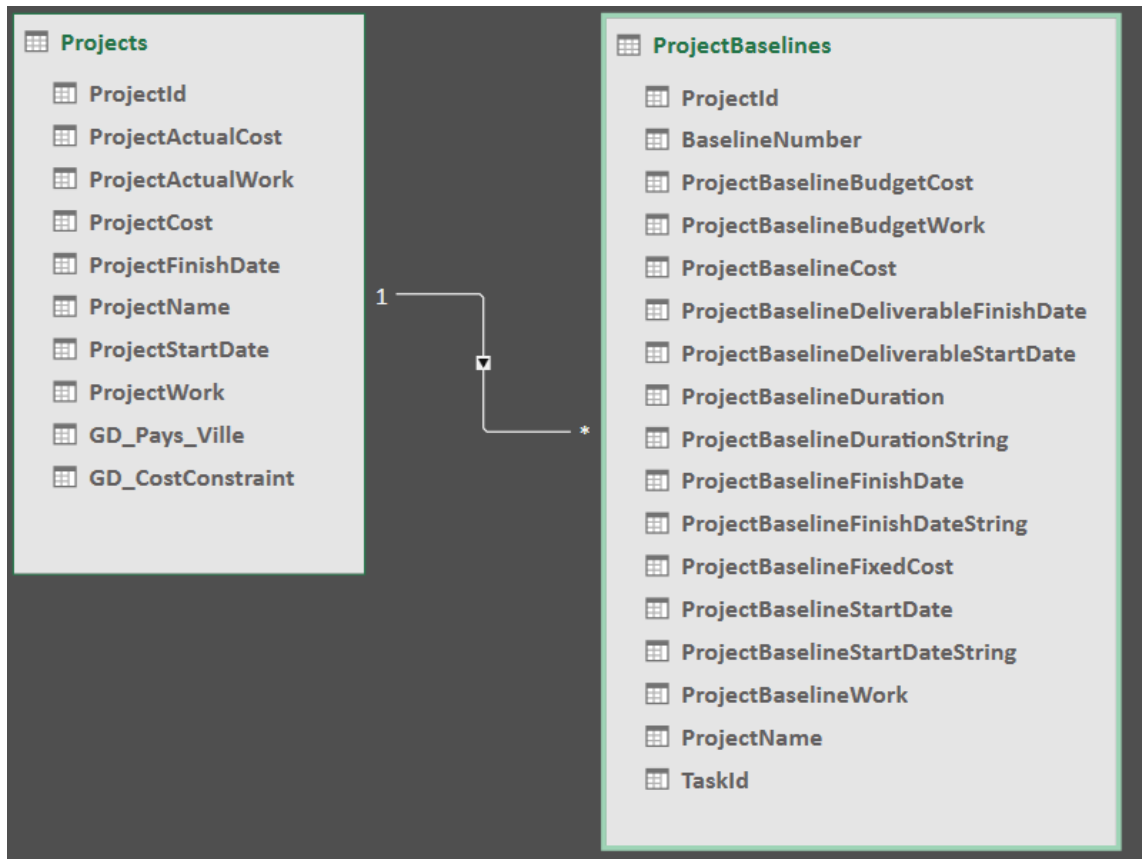 Projects
ProjectId
ProjectActualCost
ProjectActualWork
ProjectCost
ProjectFinishDate
ProjectName
ProjectStartDate
ProjectWork
GD_Pays_Ville
GD_CostConstraint
1
*
ProjectBaselines
ProjectId
BaselineNumber
ProjectBaselineBudgetCost
ProjectBaselineBudgetWork
ProjectBaselineCost
ProjectBaselineDeliverableFinishDate
ProjectBaselineDeliverableStartDate
ProjectBaselineDuration
ProjectBaselineDurationString
ProjectBaselineFinishDate
ProjectBaselineFinishDateString
ProjectBaselineFixedCost
ProjectBaselineStartDate
ProjectBaselineStartDateString
ProjectBaselineWork
ProjectName
TaskId